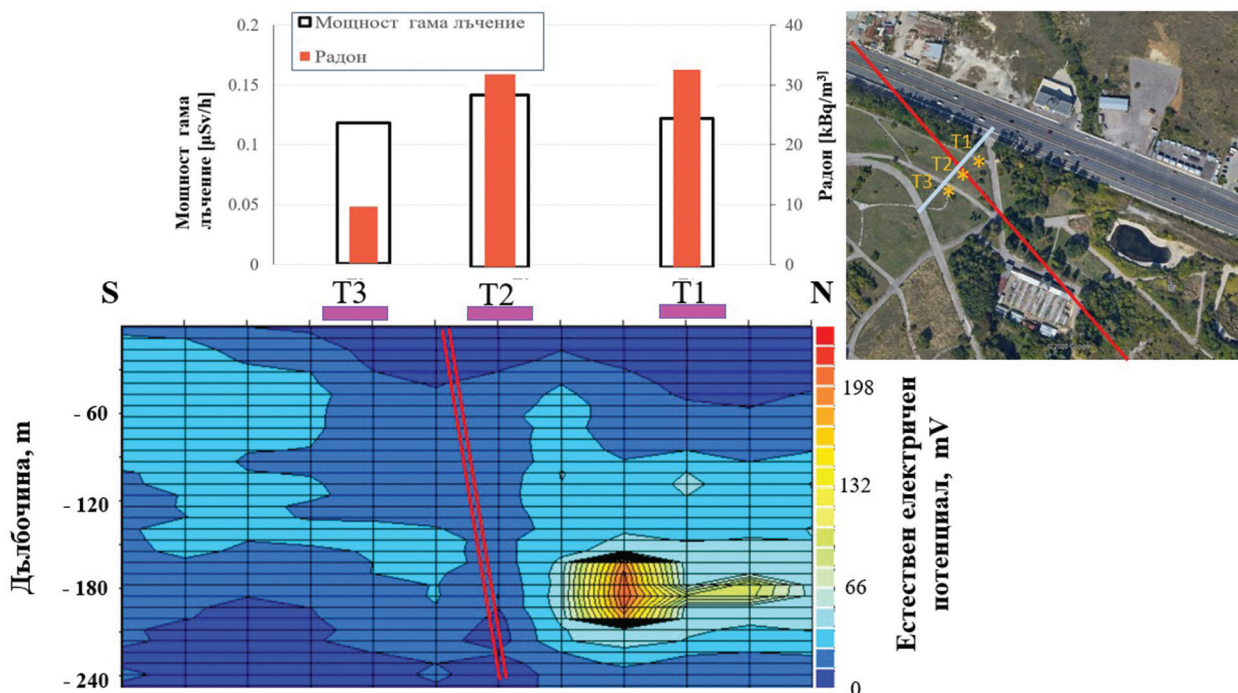 0.2
0.15
0.1
0.05
0
Мощност гама
лъчение [µSv/h]
Мощност гама лъчение
Радон
40
30
20
10
0
Радон [kBq/m³]
T1
T2
T3
S
T3
T2
T1
N
Дълбочина, m
- 60
- 120
- 180
- 240
198
132
66
0
Естествен електричен
потенциал, mV